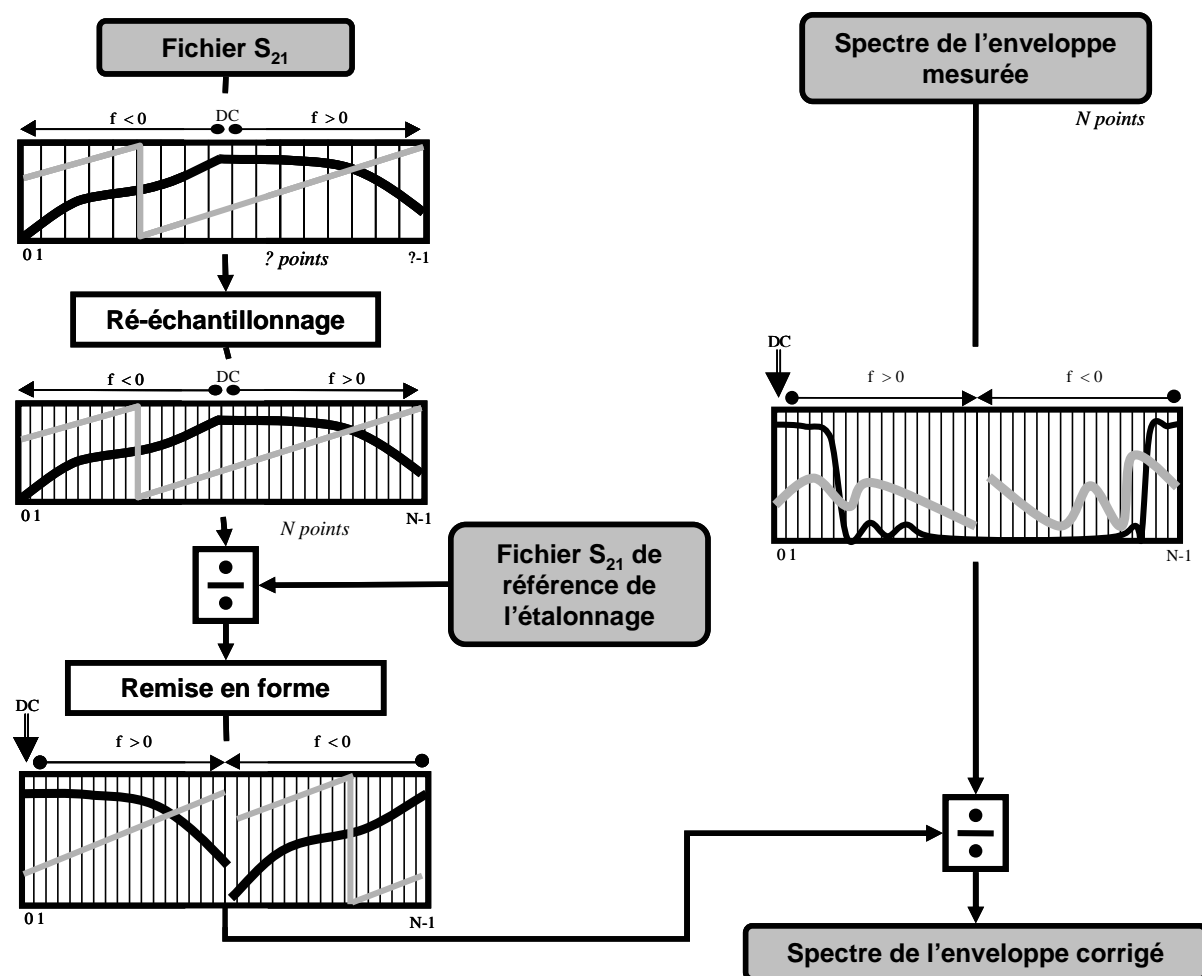 Fichier S21
Spectre de l'enveloppe
mesurée
N points
f < 0
DC
f > 0
0 1
? points
?-1
Ré-échantillonnage
f < 0
DC
f > 0
0 1
N points
N-1
DC
f > 0
f < 0
0 1
N-1
Fichier S21 de
référence de
l'étalonnage
Remise en forme
DC
f > 0
f < 0
0 1
N-1
Spectre de l'enveloppe corrigé